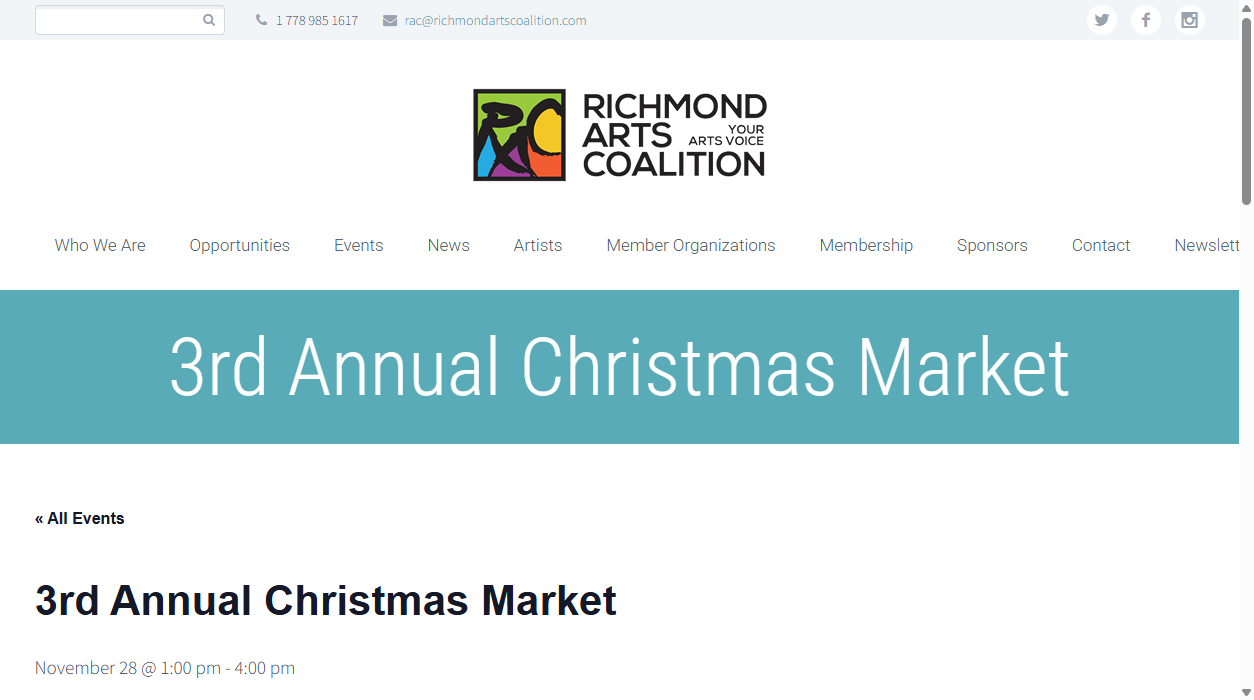 1 778 985 1617 rac@richmondartscoalition.com
RICHMOND
ARTS YOUR
ARTS VOICE
COALITION
Who We Are Opportunities Events News Artists Member Organizations Membership Sponsors Contact Newslett
3rd Annual Christmas Market
« All Events
3rd Annual Christmas Market
November 28 @ 1:00 pm - 4:00 pm